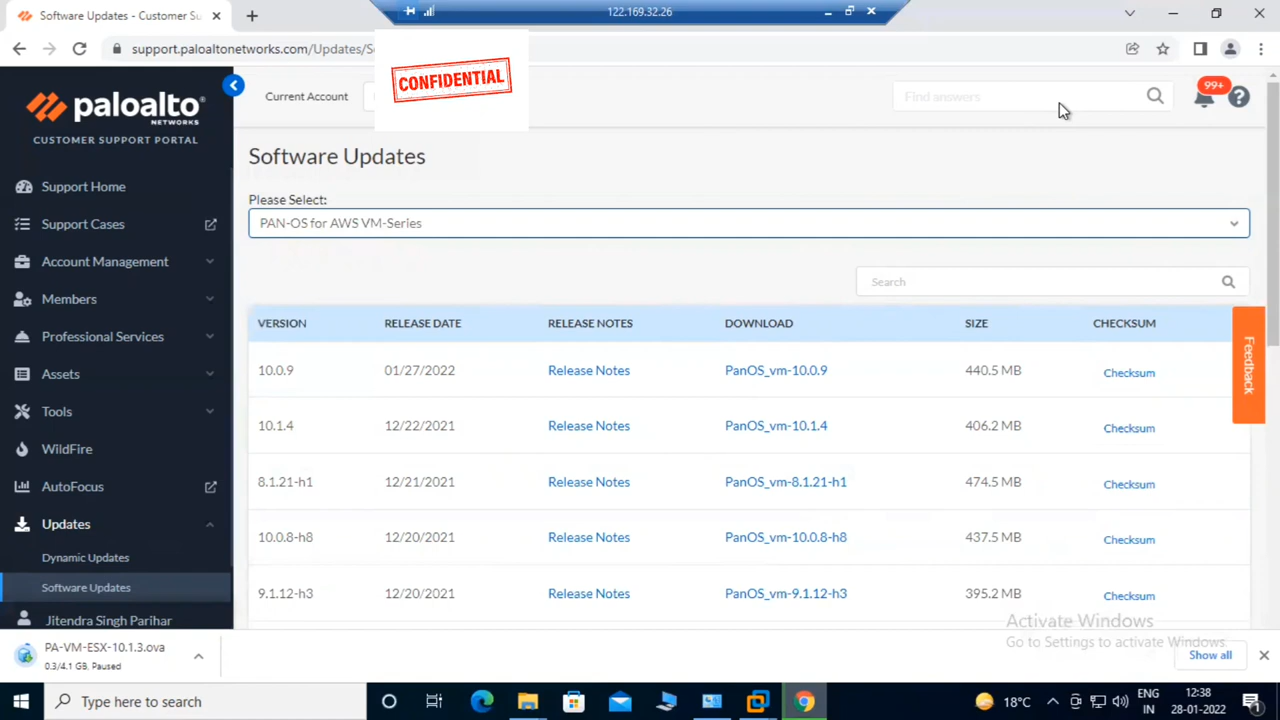 Software Updates - Customer Su
122.169.32.26
support.paloaltonetworks.com/Updates/S
CONFIDENTIAL
paloalto
NETWORKS
CUSTOMER SUPPORT PORTAL
Current Account
Find answers
99+
Software Updates
Support Home
Support Cases
Account Management
Members
Professional Services
Assets
Tools
WildFire
AutoFocus
Updates
Dynamic Updates
Software Updates
Jitendra Singh Parihar
Please Select:
PAN-OS for AWS VM-Series
Search
VERSION RELEASE DATE RELEASE NOTES DOWNLOAD SIZE CHECKSUM
10.0.9 01/27/2022 Release Notes PanOS_vm-10.0.9 440.5 MB Checksum
10.1.4 12/22/2021 Release Notes PanOS_vm-10.1.4 406.2 MB Checksum
8.1.21-h1 12/21/2021 Release Notes PanOS_vm-8.1.21-h1 474.5 MB Checksum
10.0.8-h8 12/20/2021 Release Notes PanOS_vm-10.0.8-h8 437.5 MB Checksum
9.1.12-h3 12/20/2021 Release Notes PanOS_vm-9.1.12-h3 395.2 MB Checksum
Feedback
Activate Windows
Go to Settings to activate Windows.
PA-VM-ESX-10.1.3.ova
0.3/4.1 GB, Paused
Show all
Type here to search
18°C
ENG
IN
12:38
28-01-2022
1